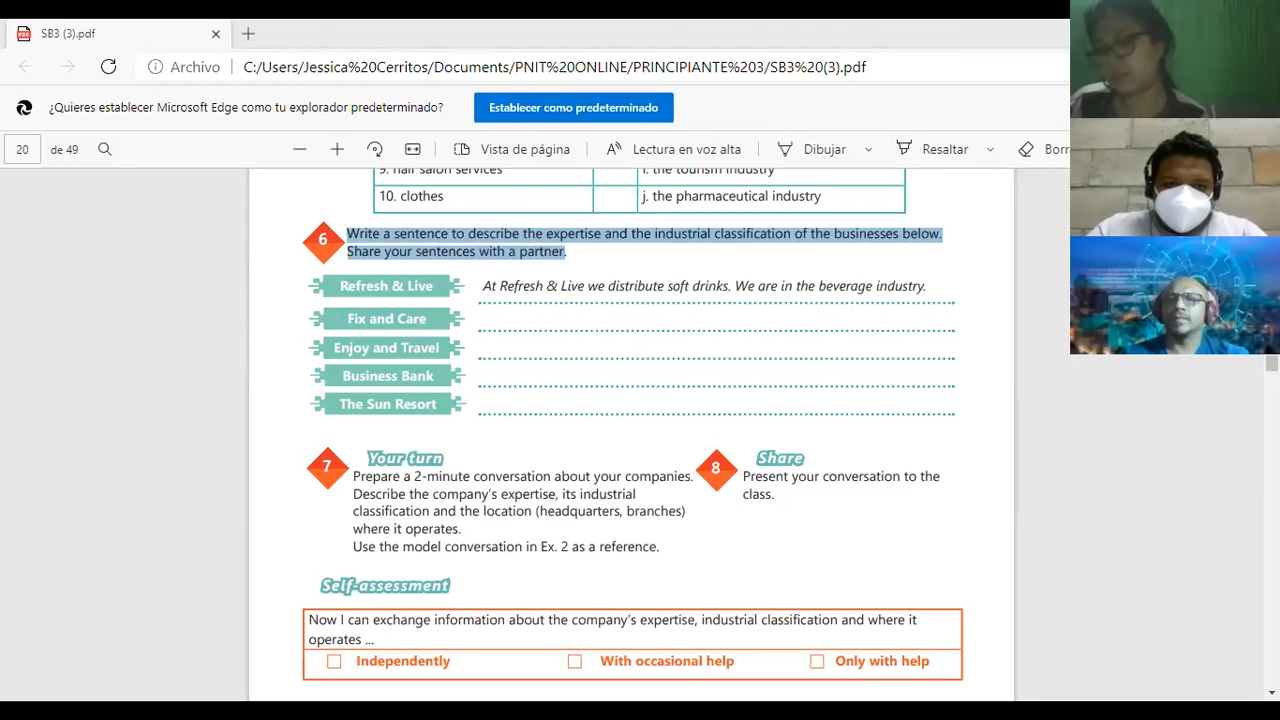 SB3 (3).pdf
Archivo
C:/Users/Jessica%20Cerritos/Documents/PNIT%20ONLINE/PRINCIPIANTE%203/SB3%20(3).pdf
¿Quieres establecer Microsoft Edge como tu explorador predeterminado?
Establecer como predeterminado
20 de 49
Vista de página
Lectura en voz alta
Dibujar
Resaltar
Borr
9. hair salon services
i. the tourism industry
10. clothes
j. the pharmaceutical industry
6
Write a sentence to describe the expertise and the industrial classification of the businesses below.
Share your sentences with a partner.
Refresh & Live
At Refresh & Live we distribute soft drinks. We are in the beverage industry.
Fix and Care
Enjoy and Travel
Business Bank
The Sun Resort
7
Your turn
Prepare a 2-minute conversation about your companies.
Describe the company's expertise, its industrial
classification and the location (headquarters, branches)
where it operates.
Use the model conversation in Ex. 2 as a reference.
8
Share
Present your conversation to the
class.
Self-assessment
Now I can exchange information about the company's expertise, industrial classification and where it
operates ...
Independently
With occasional help
Only with help